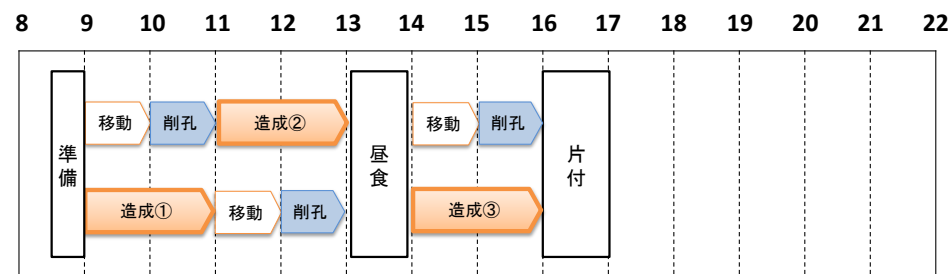 8 9 10 11 12 13 14 15 16 17 18 19 20 21 22
準備
移動 削孔 造成②
造成① 移動 削孔
昼食
移動 削孔
造成③
片付